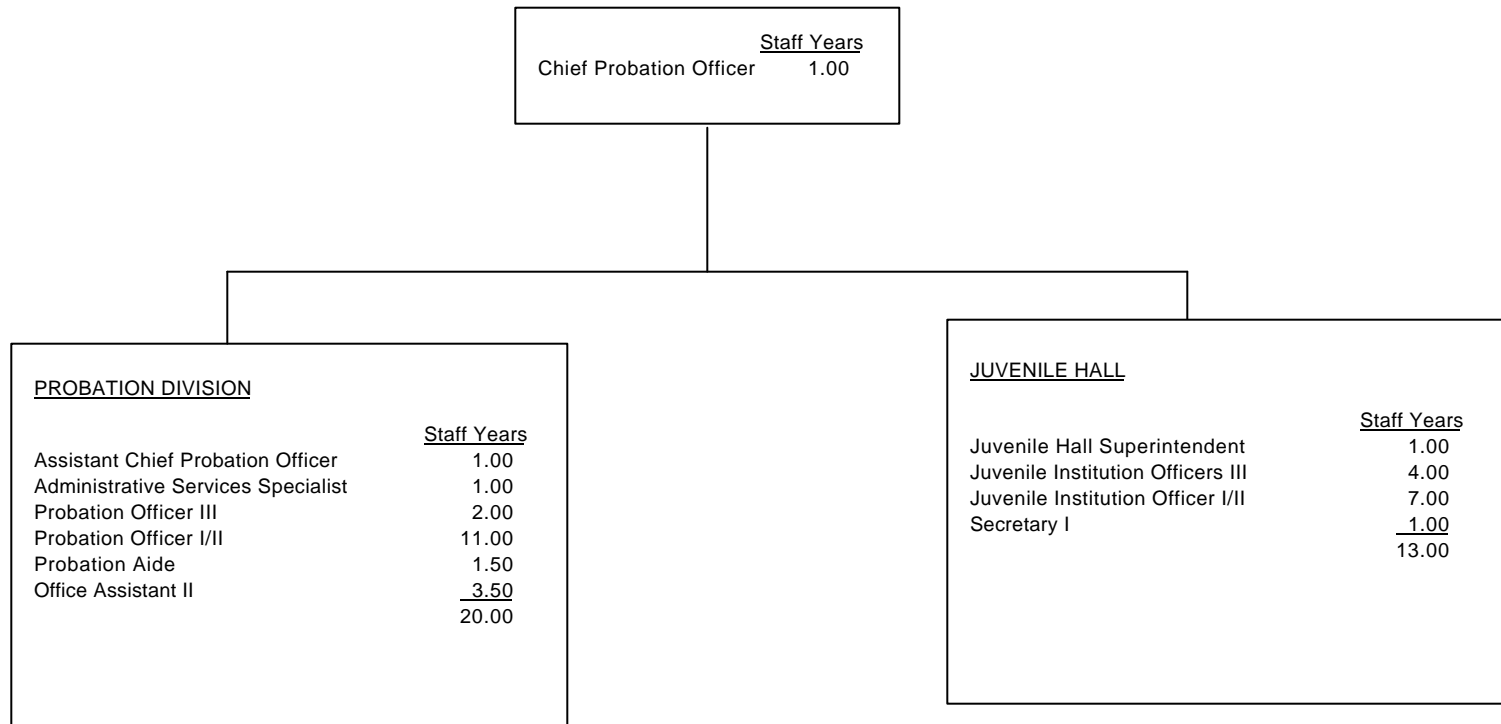 Staff Years
Chief Probation Officer 1.00
PROBATION DIVISION
Staff Years
Assistant Chief Probation Officer 1.00
Administrative Services Specialist 1.00
Probation Officer III 2.00
Probation Officer I/II 11.00
Probation Aide 1.50
Office Assistant II 3.50
20.00
JUVENILE HALL
Staff Years
Juvenile Hall Superintendent 1.00
Juvenile Institution Officers III 4.00
Juvenile Institution Officer I/II 7.00
Secretary I 1.00
13.00